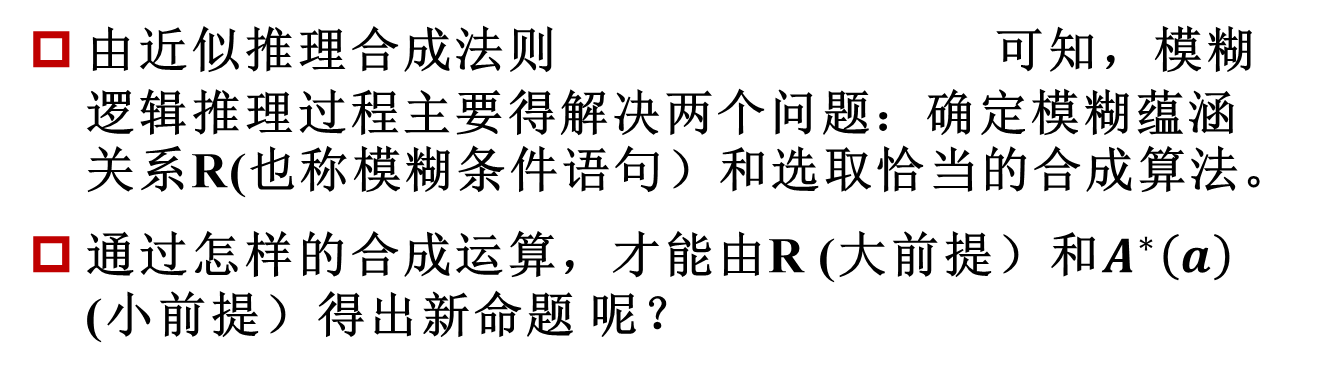 由近似推理合成法则 可知，模糊
逻辑推理过程主要得解决两个问题：确定模糊蕴涵
关系R(也称模糊条件语句）和选取恰当的合成算法。
通过怎样的合成运算，才能由R (大前提）和A*(a)
(小前提）得出新命题 呢？